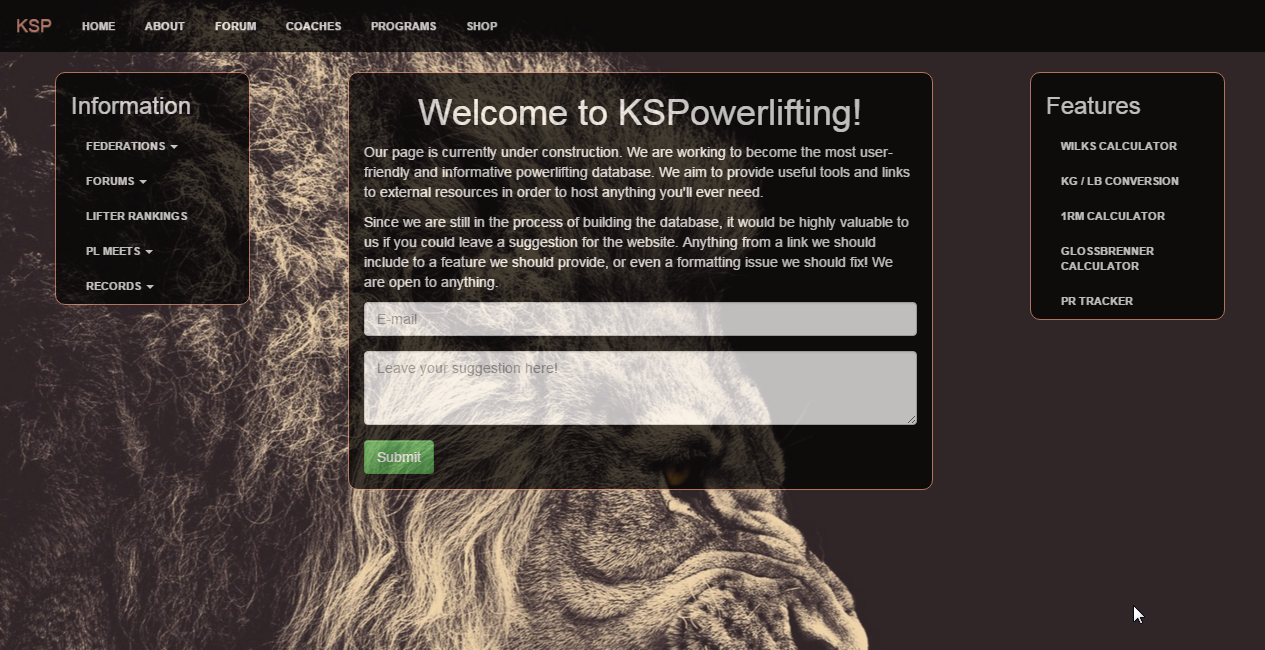 KSP HOME ABOUT FORUM COACHES PROGRAMS SHOP
Information
FEDERATIONS
FORUMS
LIFTER RANKINGS
PL MEETS
RECORDS
Welcome to KSPowerlifting!
Our page is currently under construction. We are working to become the most user-
friendly and informative powerlifting database. We aim to provide useful tools and links
to external resources in order to host anything you'll ever need.
Since we are still in the process of building the database, it would be highly valuable to
us if you could leave a suggestion for the website. Anything from a link we should
include to a feature we should provide, or even a formatting issue we should fix! We
are open to anything.
E-mail
Leave your suggestion here!
Submit
Features
WILKS CALCULATOR
KG / LB CONVERSION
1RM CALCULATOR
GLOSSBRENNER
CALCULATOR
PR TRACKER